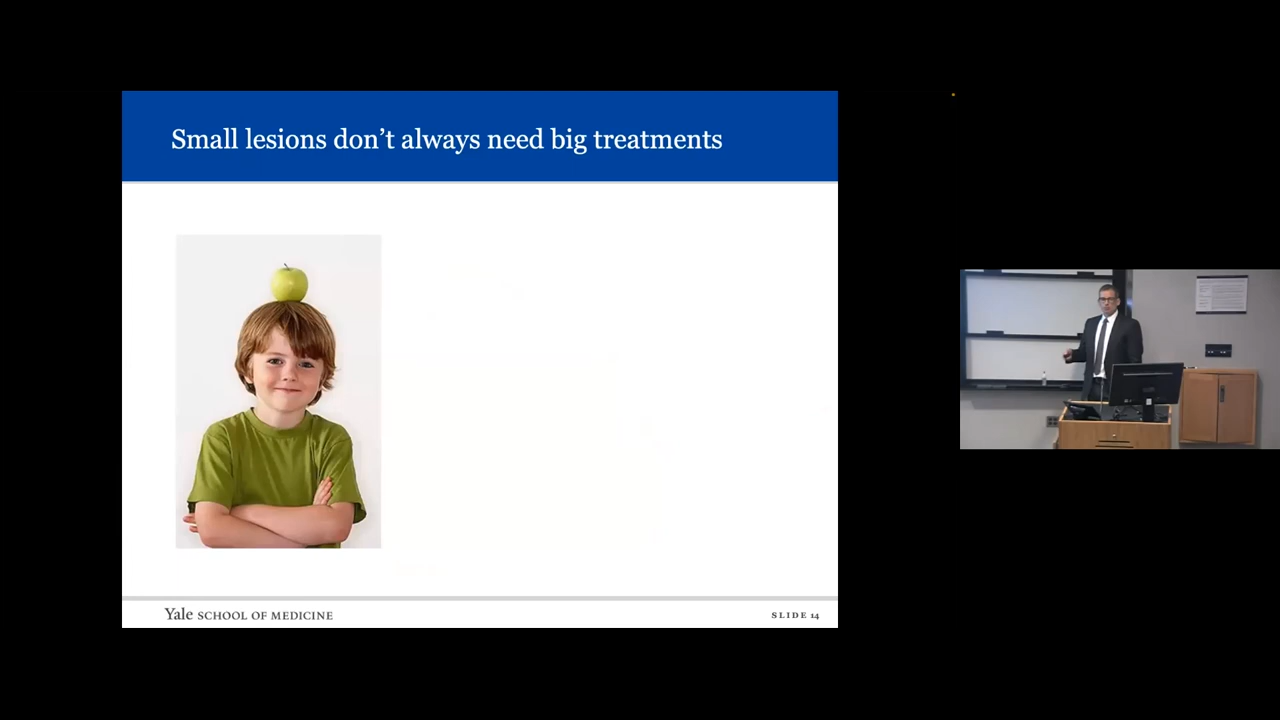 Small lesions don’t always need big treatments
Yale SCHOOL OF MEDICINE
SLIDE 14